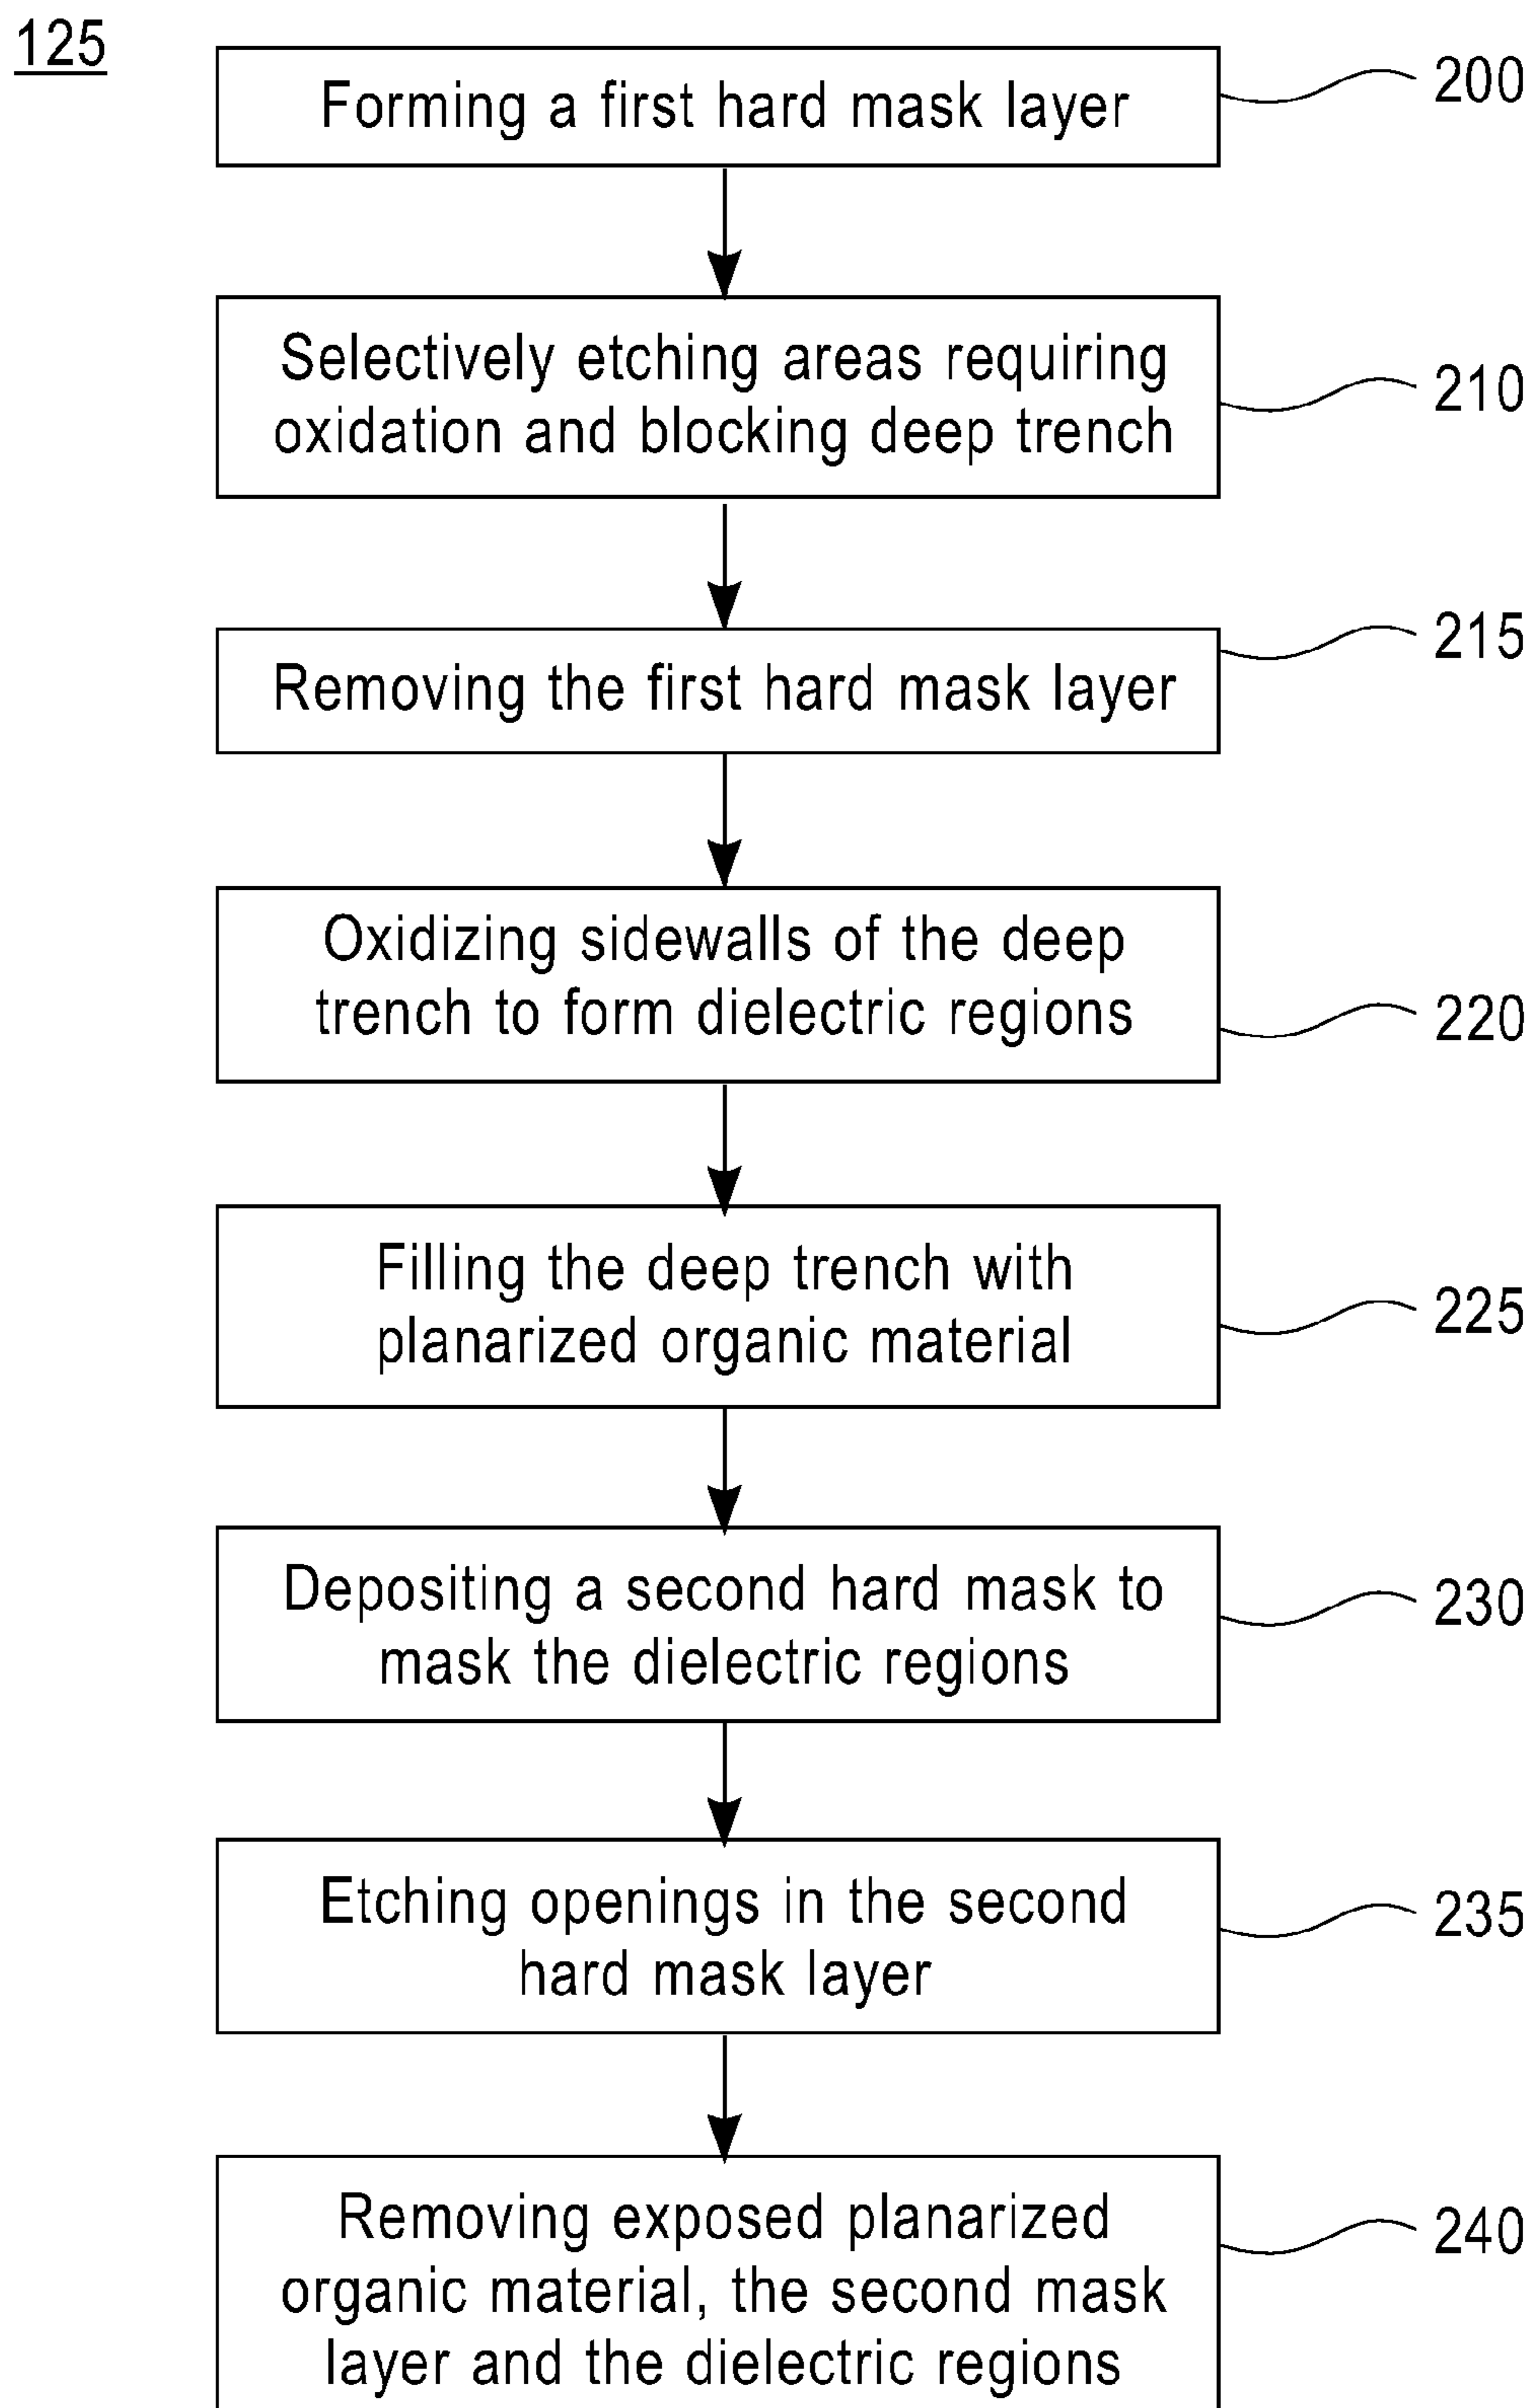 125
Forming a first hard mask layer
200
Selectively etching areas requiring
oxidation and blocking deep trench
210
Removing the first hard mask layer
215
Oxidizing sidewalls of the deep
trench to form dielectric regions
220
Filling the deep trench with
planarized organic material
225
Depositing a second hard mask to
mask the dielectric regions
230
Etching openings in the second
hard mask layer
235
Removing exposed planarized
organic material, the second mask
layer and the dielectric regions
240